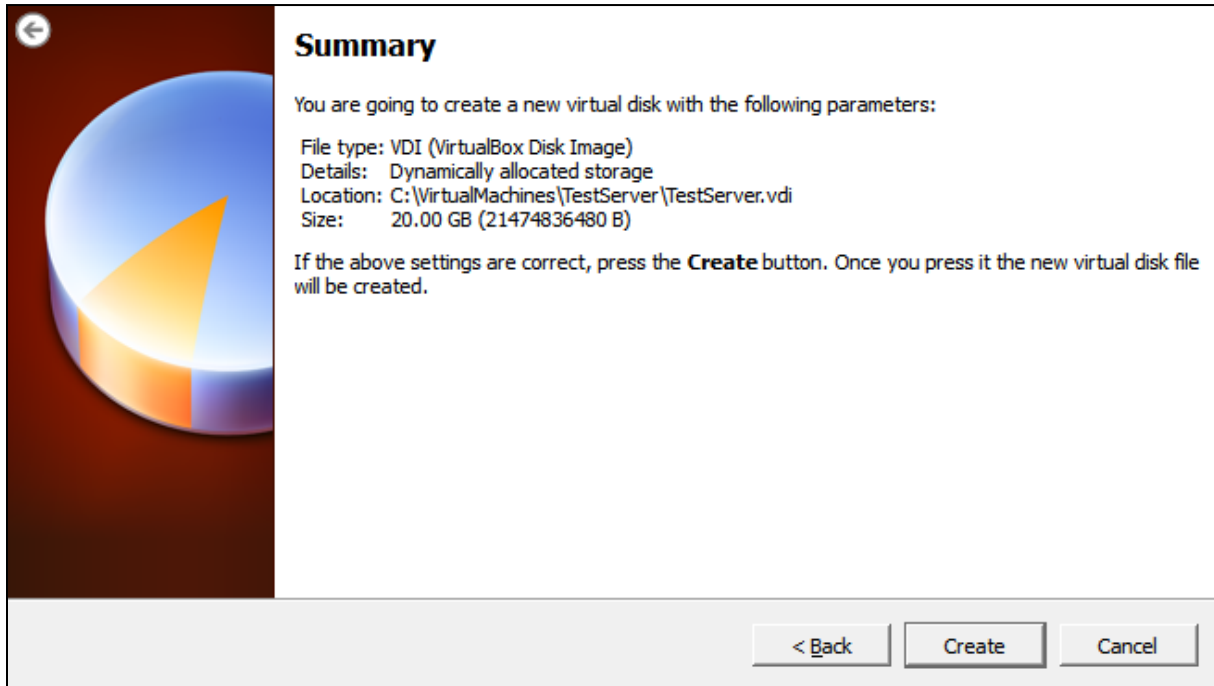 Summary
You are going to create a new virtual disk with the following parameters:
File type: VDI (VirtualBox Disk Image)
Details: Dynamically allocated storage
Location: C:\VirtualMachines\TestServer\TestServer.vdi
Size: 20.00 GB (21474836480 B)
If the above settings are correct, press the Create button. Once you press it the new virtual disk file
will be created.
< Back
Create
Cancel